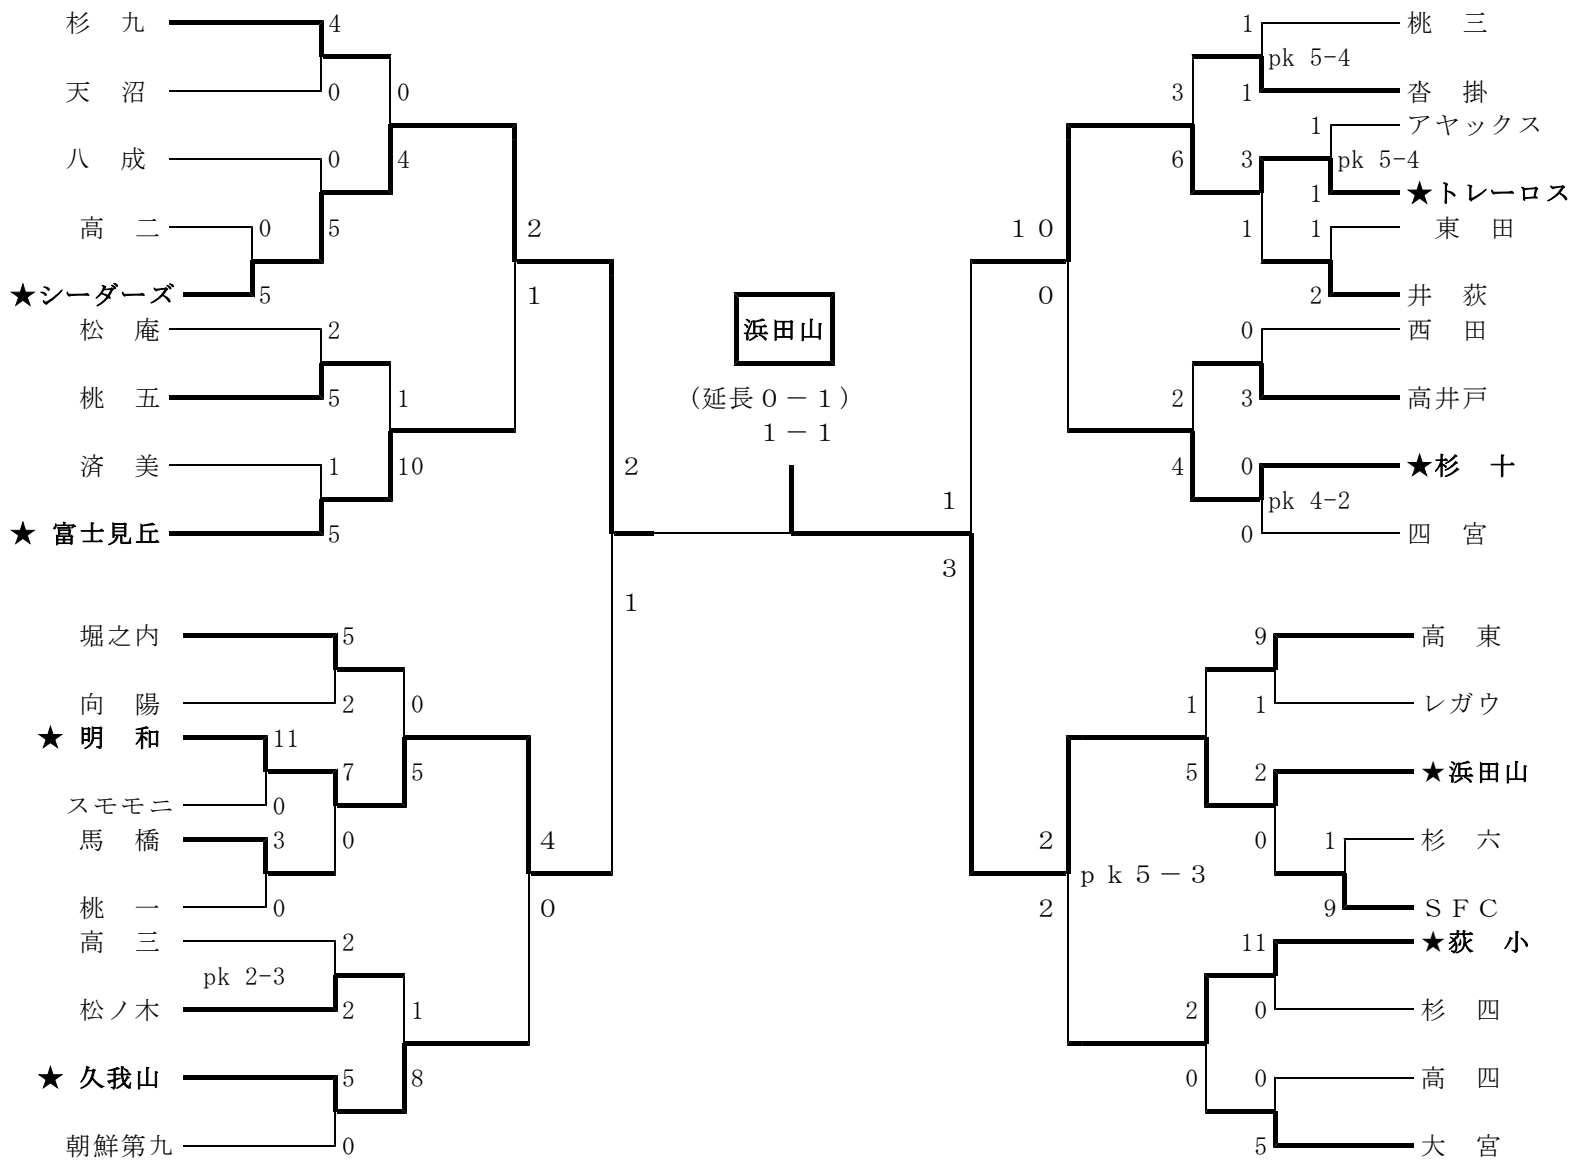 杉　九 4
天　沼 0
0
八　成 0
4
高　二 0
5
★シーダーズ 5
2
1
松　庵 2
桃　五 5
1
済　美 1
10
★ 富士見丘 5
2
1
堀之内 5
向　陽 2
0
★ 明　和 11
7
5
スモモニ 0
馬　橋 3
0
4
桃　一 0
0
高　三 2
pk 2-3
松ノ木 2
1
★ 久我山 5
8
朝鮮第九 0
浜田山
(延長０－１)
１－１
1 桃　三
pk 5-4
3
1 沓　掛
1 アヤックス
6
3
pk 5-4
1 ★トレーロス
１０
1
1 東　田
0
2 井　荻
0 西　田
2
3 高井戸
4
0 ★杉　十
pk 4-2
0 四　宮
1
3
9 高　東
1
1 レガウ
5
2 ★浜田山
2
0
1 杉　六
ｐｋ５－３
2
9 ＳＦＣ
11 ★荻　小
2
0 杉　四
0
0 高　四
5 大　宮